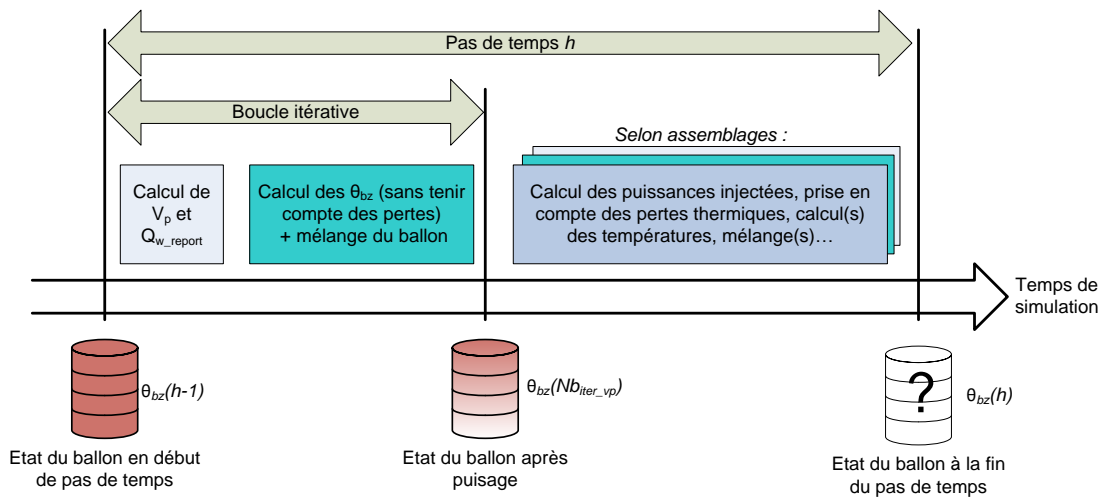 Pas de temps h
Boucle itérative
Selon assemblages :
Calcul de
Vp et
Qw_report
Calcul des θbz (sans tenir
compte des pertes)
+ mélange du ballon
Calcul des puissances injectées, prise en
compte des pertes thermiques, calcul(s)
des températures, mélange(s)…
Temps de
simulation
θbz(h-1)
θbz(Nbiter_vp)
?
θbz(h)
Etat du ballon en début
de pas de temps
Etat du ballon après
puisage
Etat du ballon à la fin
du pas de temps